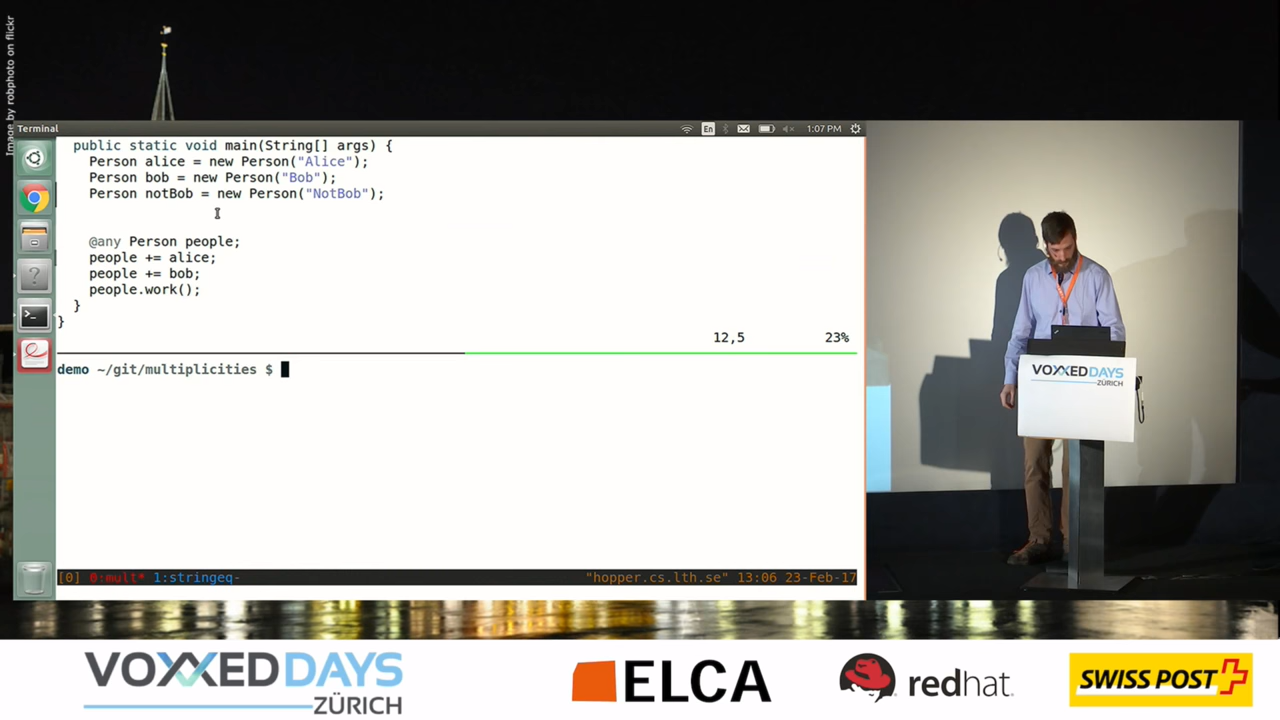 Image by robphoto on flickr
Terminal
En
1:07 PM
public static void main(String[] args) {
Person alice = new Person("Alice");
Person bob = new Person("Bob");
Person notBob = new Person("NotBob");
@any Person people;
people += alice;
people += bob;
people.work();
}
}
12,5 23%
demo ~/git/multiplicities $
[0] 0:mult* 1:stringeq- "hopper.cs.lth.se" 13:06 23-Feb-17
VOXXED DAYS
ZÜRICH
VOXXED DAYS
ZÜRICH
ELCA
redhat.
SWISS POST